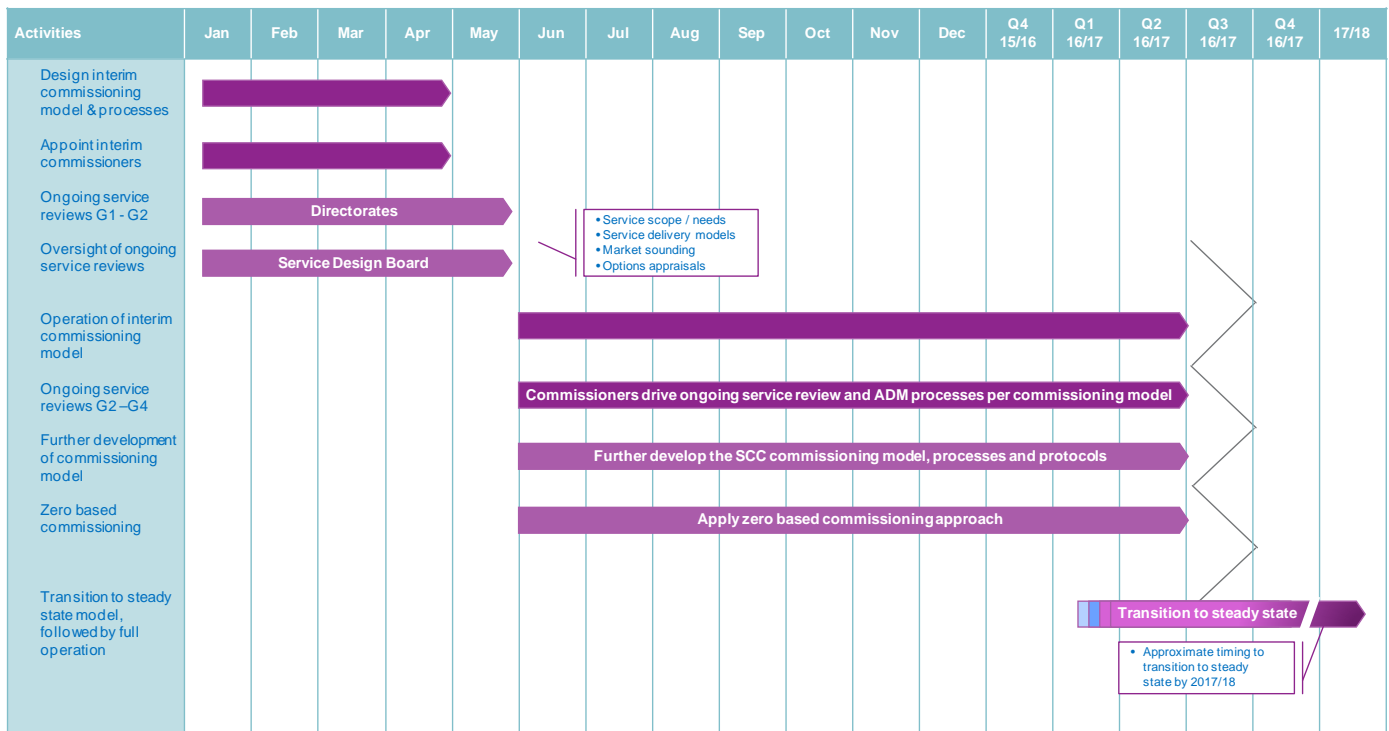 Activities
Jan
Feb
Mar
Apr
May
Jun
Jul
Aug
Sep
Oct
Nov
Dec
Q4
15/16
Q1
16/17
Q2
16/17
Q3
16/17
Q4
16/17
17/18
Design interim
commissioning
model & processes
Appoint interim
commissioners
Ongoing service
reviews G1 - G2
Directorates
• Service scope / needs
• Service delivery models
• Market sounding
• Options appraisals
Oversight of ongoing
service reviews
Service Design Board
Operation of interim
commissioning
model
Ongoing service
reviews G2 –G4
Commissioners drive ongoing service review and ADM processes per commissioning model
Further development
of commissioning
model
Further develop the SCC commissioning model, processes and protocols
Zero based
commissioning
Apply zero based commissioning approach
Transition to steady
state model,
followed by full
operation
Transition to steady state
• Approximate timing to
transition to steady
state by 2017/18